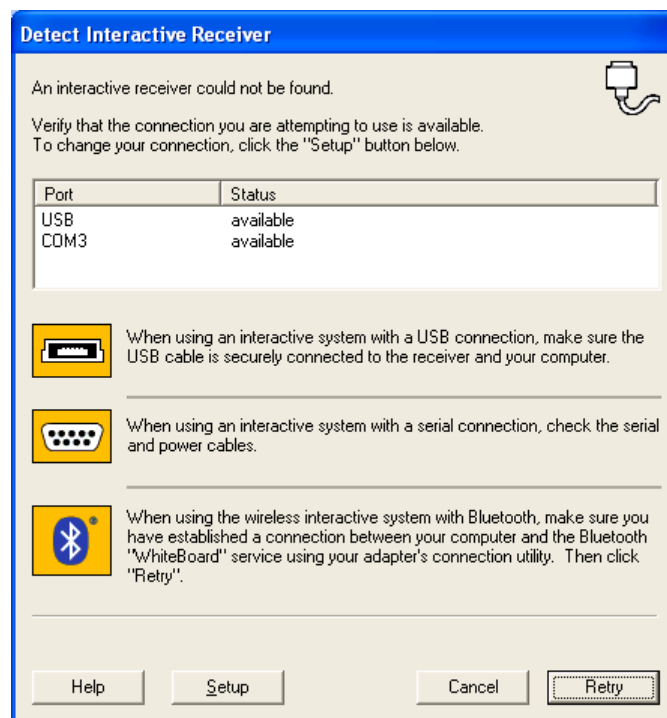 Detect Interactive Receiver
An interactive receiver could not be found.
Verify that the connection you are attempting to use is available.
To change your connection, click the "Setup" button below.
Port Status
USB available
COM3 available
When using an interactive system with a USB connection, make sure the
USB cable is securely connected to the receiver and your computer.
When using an interactive system with a serial connection, check the serial
and power cables.
When using the wireless interactive system with Bluetooth, make sure you
have established a connection between your computer and the Bluetooth
"WhiteBoard" service using your adapter's connection utility. Then click
"Retry".
Help Setup Cancel Retry